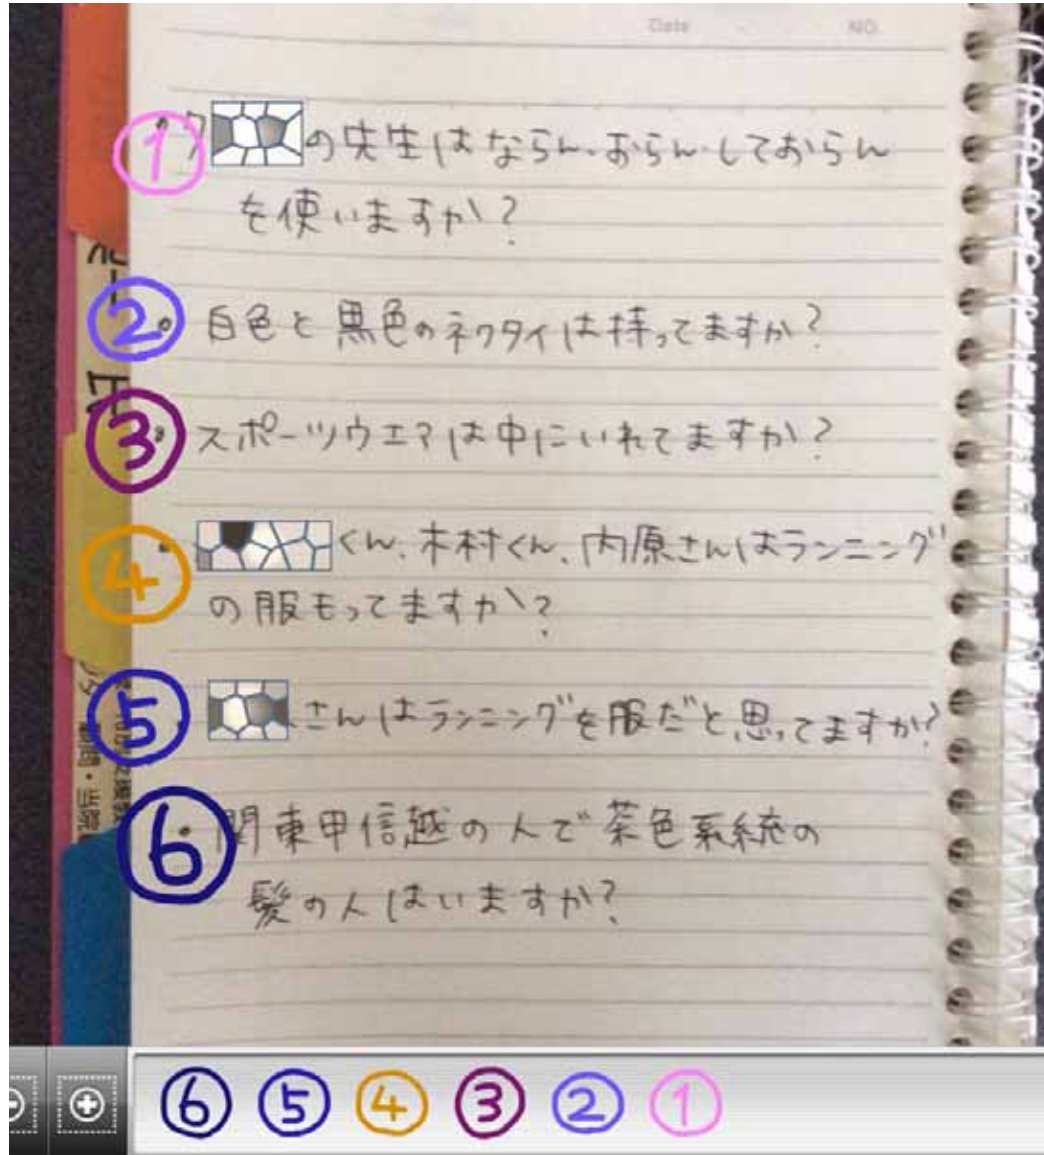 Date NO.
① ク の先生はならん、おらん、しておらん
を使いますか?
② 白色と黒色のネクタイは持ってますか?
③ スポーツウエアは中にいれてますか?
④ くん、木村くん、内原さんはランニング
の服もってますか?
⑤ さんはランニングを服だと思ってますか?
⑥ 関東甲信越の人で茶色系統の
髪の人はいますか?
⑥ ⑤ ④ ③ ② ①